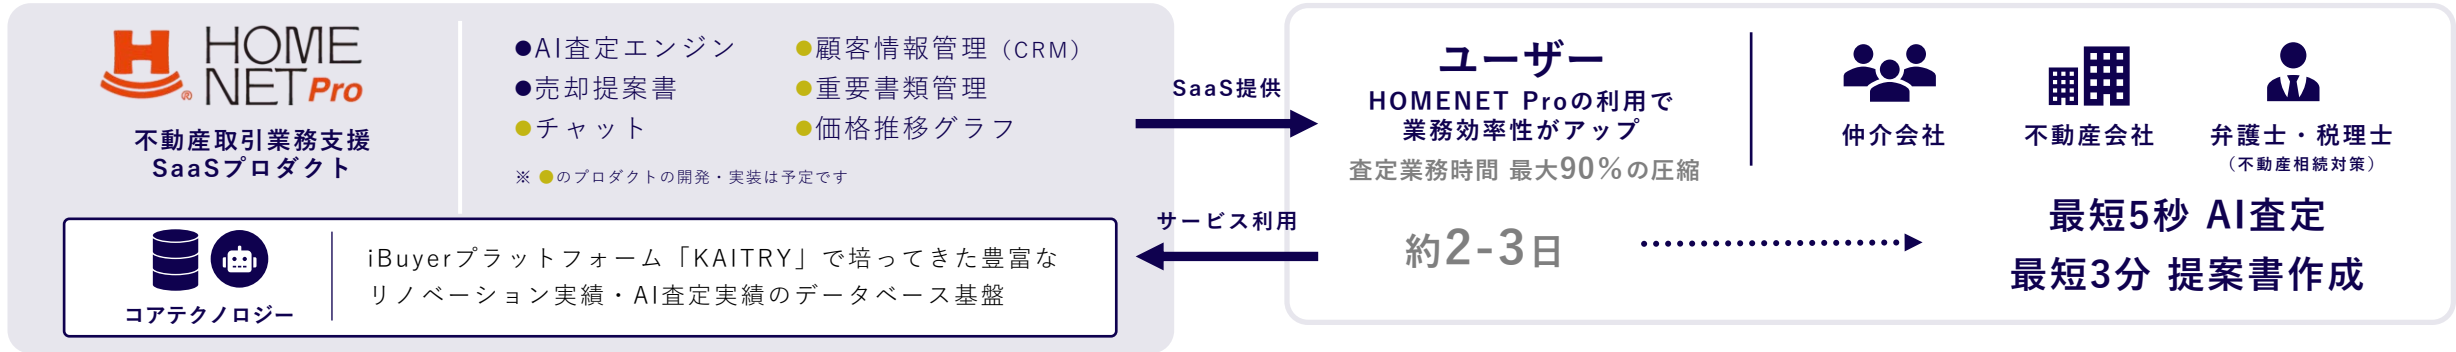 HOME
NET Pro
®
不動産取引業務支援
SaaSプロダクト
●AI査定エンジン
●売却提案書
●チャット
●顧客情報管理（CRM）
●重要書類管理
●価格推移グラフ
※ ●のプロダクトの開発・実装は予定です
コアテクノロジー
iBuyerプラットフォーム「KAITRY」で培ってきた豊富な
リノベーション実績・AI査定実績のデータベース基盤
SaaS提供
サービス利用
ユーザー
HOMENET Proの利用で
業務効率性がアップ
査定業務時間 最大90％の圧縮
仲介会社
不動産会社
弁護士・税理士
（不動産相続対策）
約2-3日
最短5秒 AI査定
最短3分 提案書作成